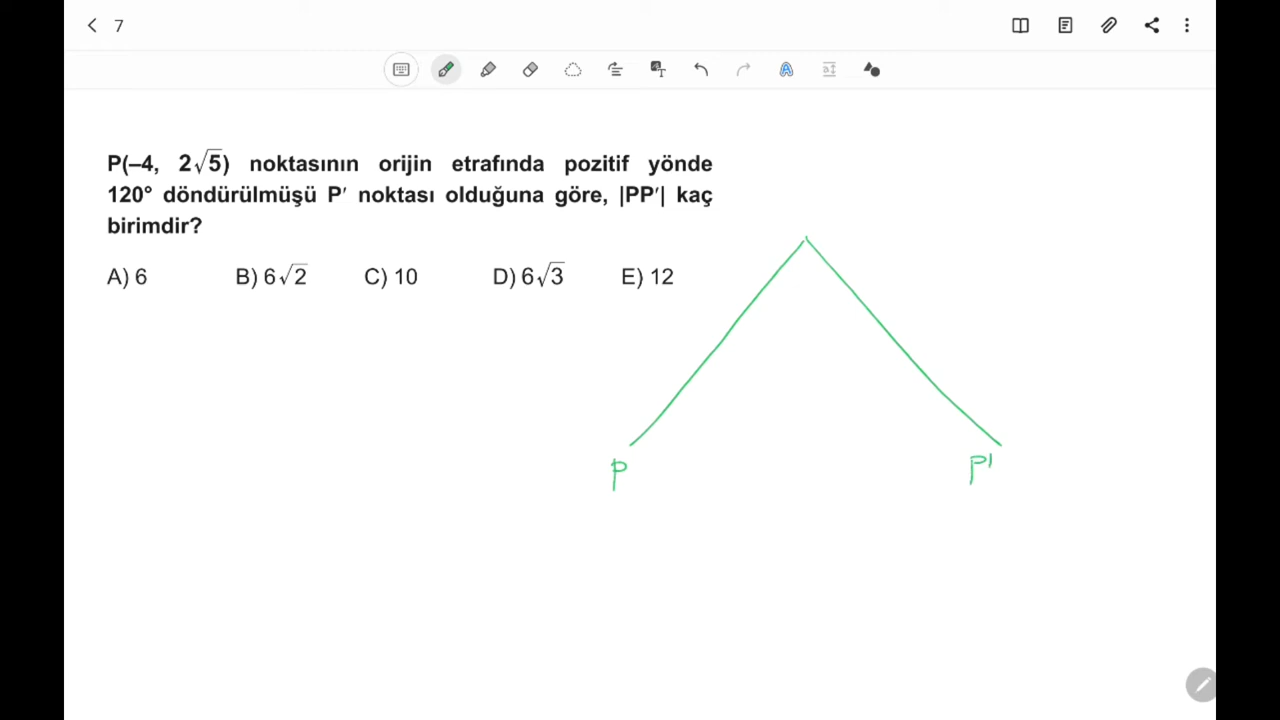 7
P(–4, 2√5) noktasının orijin etrafında pozitif yönde
120° döndürülmüşü P′ noktası olduğuna göre, |PP′| kaç
birimdir?
A) 6 B) 6√2 C) 10 D) 6√3 E) 12
P P'